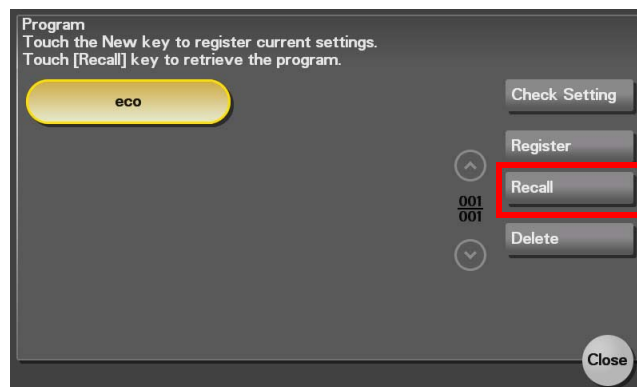 Program
Touch the New key to register current settings.
Touch [Recall] key to retrieve the program.
eco
Check Setting
Register
Recall
001
001
Delete
Close